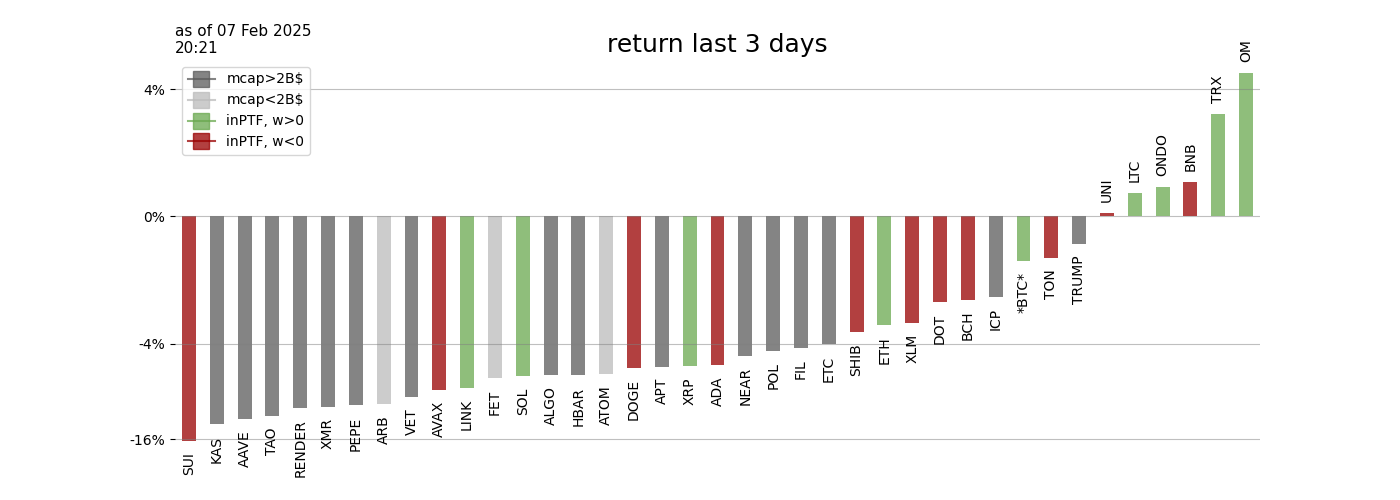 as of 07 Feb 2025
20:21
return last 3 days
mcap>2B$
mcap<2B$
inPTF, w>0
inPTF, w<0
4%
0%
-4%
-16%
SUI
KAS
AAVE
TAO
RENDER
XMR
PEPE
ARB
VET
AVAX
LINK
FET
SOL
ALGO
HBAR
ATOM
DOGE
APT
XRP
ADA
NEAR
POL
FIL
ETC
SHIB
ETH
XLM
DOT
BCH
ICP
*BTC*
TON
TRUMP
UNI
LTC
ONDO
BNB
TRX
OM